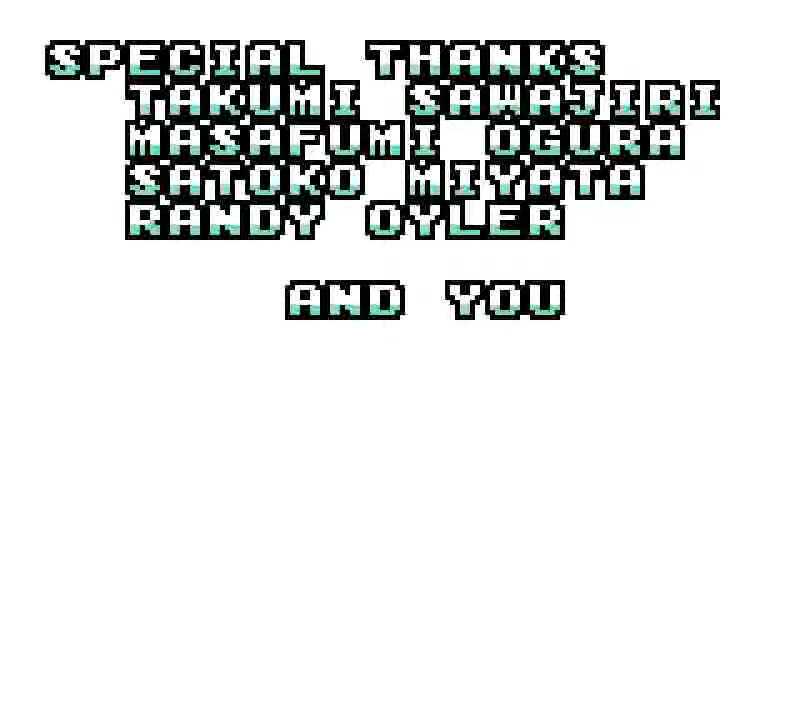 SPECIAL THANKS
TAKUMI SAWAJIRI
MASAFUMI OGURA
SATOKO MIYATA
RANDY OYLER
AND YOU